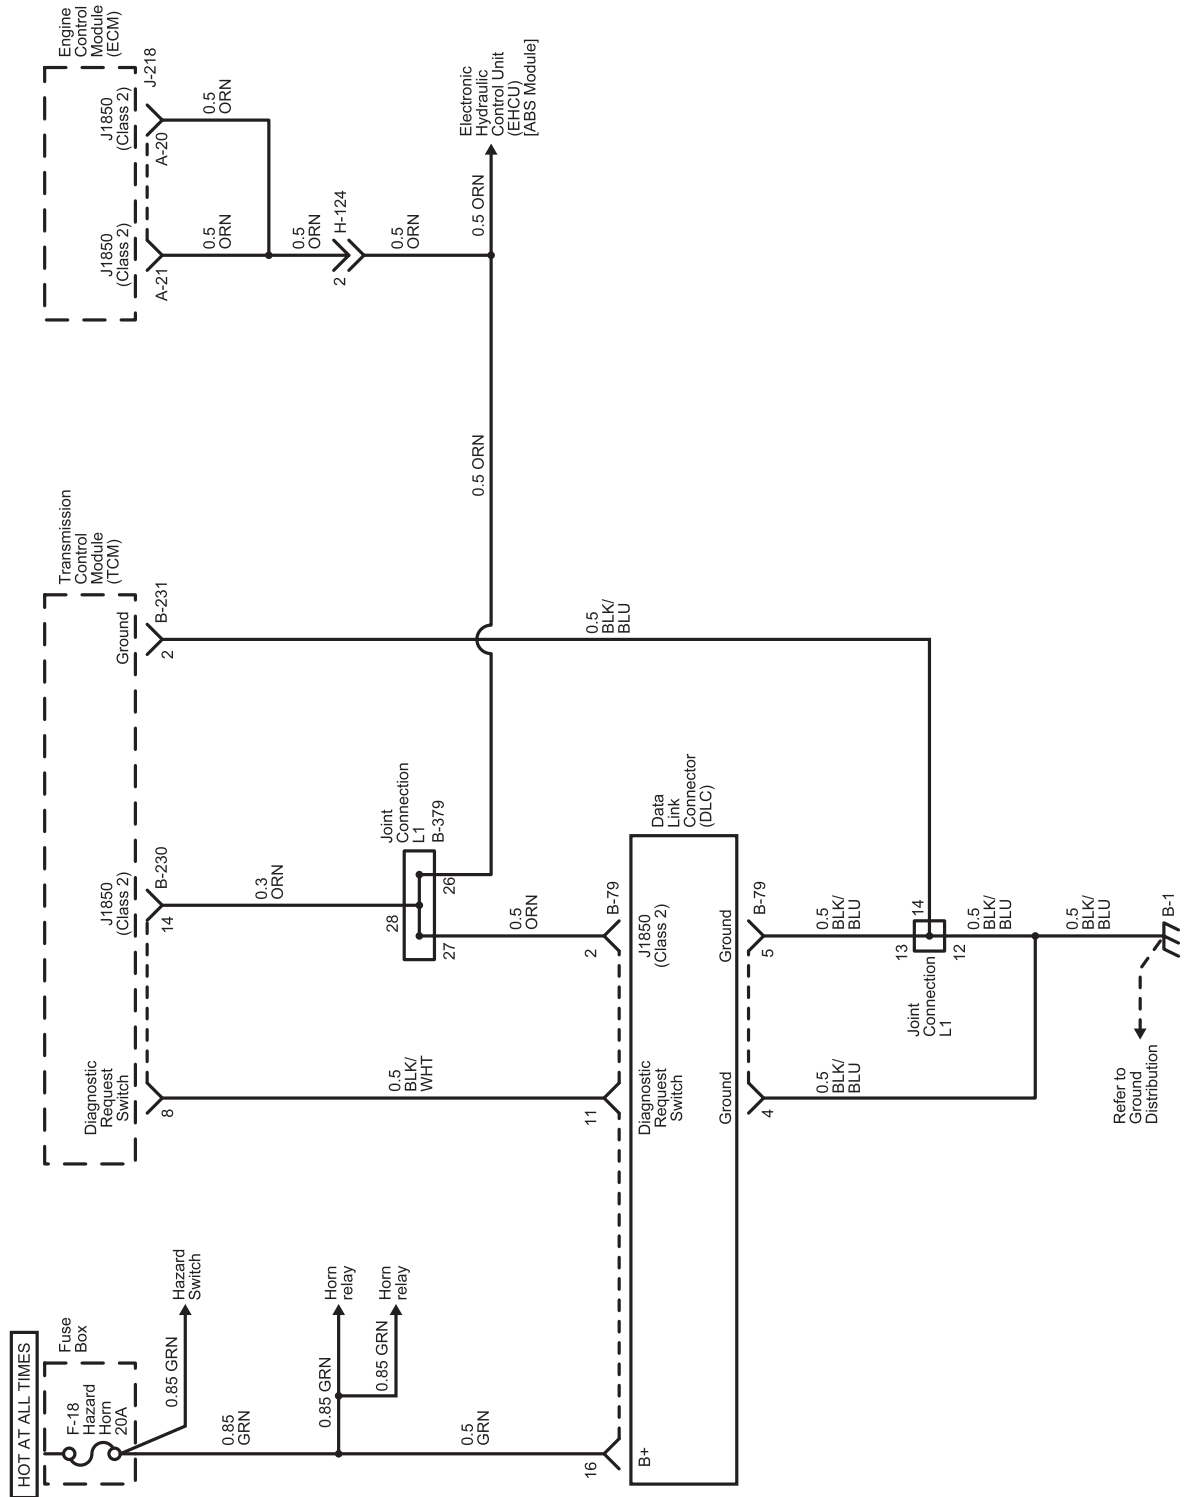 HOT AT ALL TIMES
Fuse
Box
F-18
Hazard
Horn
20A
0.85 GRN
Hazard
Switch
0.85
GRN
0.85 GRN
Horn
relay
0.85 GRN
Horn
relay
0.5
GRN
16
B+
Transmission
Control
Module
(TCM)
Diagnostic
Request
Switch
8
J1850
(Class 2)
14
B-230
Ground
2
B-231
0.5
BLK/
WHT
0.3
ORN
0.5
BLK/
BLU
Joint
Connection
L1
B-379
28
27
26
0.5
ORN
11
2
B-79
Diagnostic
Request
Switch
J1850
(Class 2)
Data
Link
Connector
(DLC)
Ground
Ground
4
5
B-79
0.5
BLK/
BLU
0.5
BLK/
BLU
13
14
12
Joint
Connection
L1
0.5
BLK/
BLU
0.5
BLK/
BLU
B-1
Refer to
Ground
Distribution
Engine
Control
Module
(ECM)
J1850
(Class 2)
A-21
J1850
(Class 2)
A-20
J-218
0.5
ORN
0.5
ORN
0.5
ORN
2
H-124
0.5
ORN
0.5 ORN
0.5 ORN
Electronic
Hydraulic
Control Unit
(EHCU)
[ABS Module]